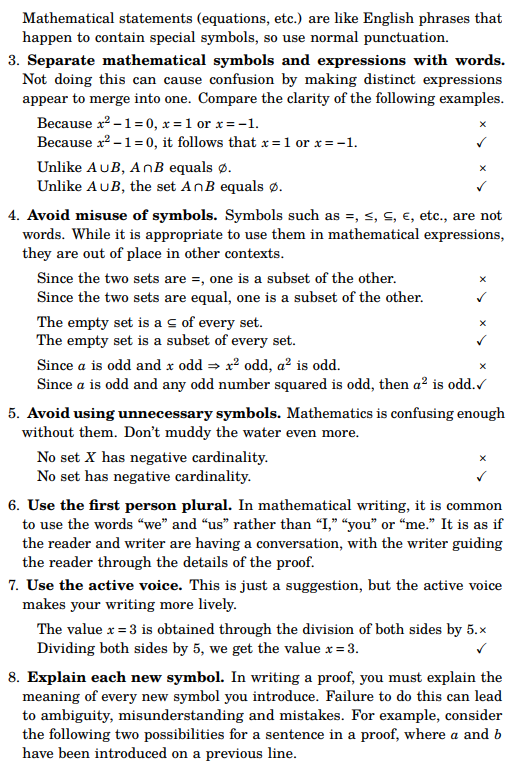 Mathematical statements (equations, etc.) are like English phrases that
happen to contain special symbols, so use normal punctuation.
3. Separate mathematical symbols and expressions with words.
Not doing this can cause confusion by making distinct expressions
appear to merge into one. Compare the clarity of the following examples.
Because x² − 1 = 0, x = 1 or x = −1. ×
Because x² − 1 = 0, it follows that x = 1 or x = −1. ✓
Unlike A ∪ B, A ∩ B equals ∅. ×
Unlike A ∪ B, the set A ∩ B equals ∅. ✓
4. Avoid misuse of symbols. Symbols such as =, ≤, ⊆, ∈, etc., are not
words. While it is appropriate to use them in mathematical expressions,
they are out of place in other contexts.
Since the two sets are =, one is a subset of the other. ×
Since the two sets are equal, one is a subset of the other. ✓
The empty set is a ⊆ of every set. ×
The empty set is a subset of every set. ✓
Since a is odd and x odd ⇒ x² odd, a² is odd. ×
Since a is odd and any odd number squared is odd, then a² is odd.✓
5. Avoid using unnecessary symbols. Mathematics is confusing enough
without them. Don't muddy the water even more.
No set X has negative cardinality. ×
No set has negative cardinality. ✓
6. Use the first person plural. In mathematical writing, it is common
to use the words “we” and “us” rather than “I,” “you” or “me.” It is as if
the reader and writer are having a conversation, with the writer guiding
the reader through the details of the proof.
7. Use the active voice. This is just a suggestion, but the active voice
makes your writing more lively.
The value x = 3 is obtained through the division of both sides by 5.×
Dividing both sides by 5, we get the value x = 3. ✓
8. Explain each new symbol. In writing a proof, you must explain the
meaning of every new symbol you introduce. Failure to do this can lead
to ambiguity, misunderstanding and mistakes. For example, consider
the following two possibilities for a sentence in a proof, where a and b
have been introduced on a previous line.